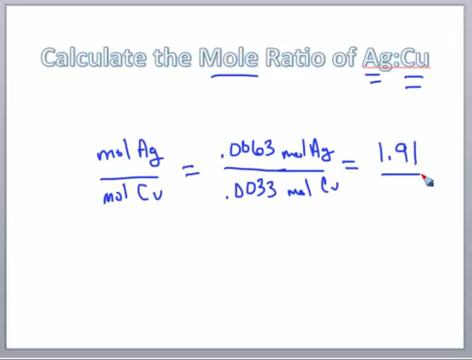 Calculate the Mole Ratio of Ag:Cu
mol Ag / mol Cu = .0063 mol Ag / .0033 mol Cu = 1.91